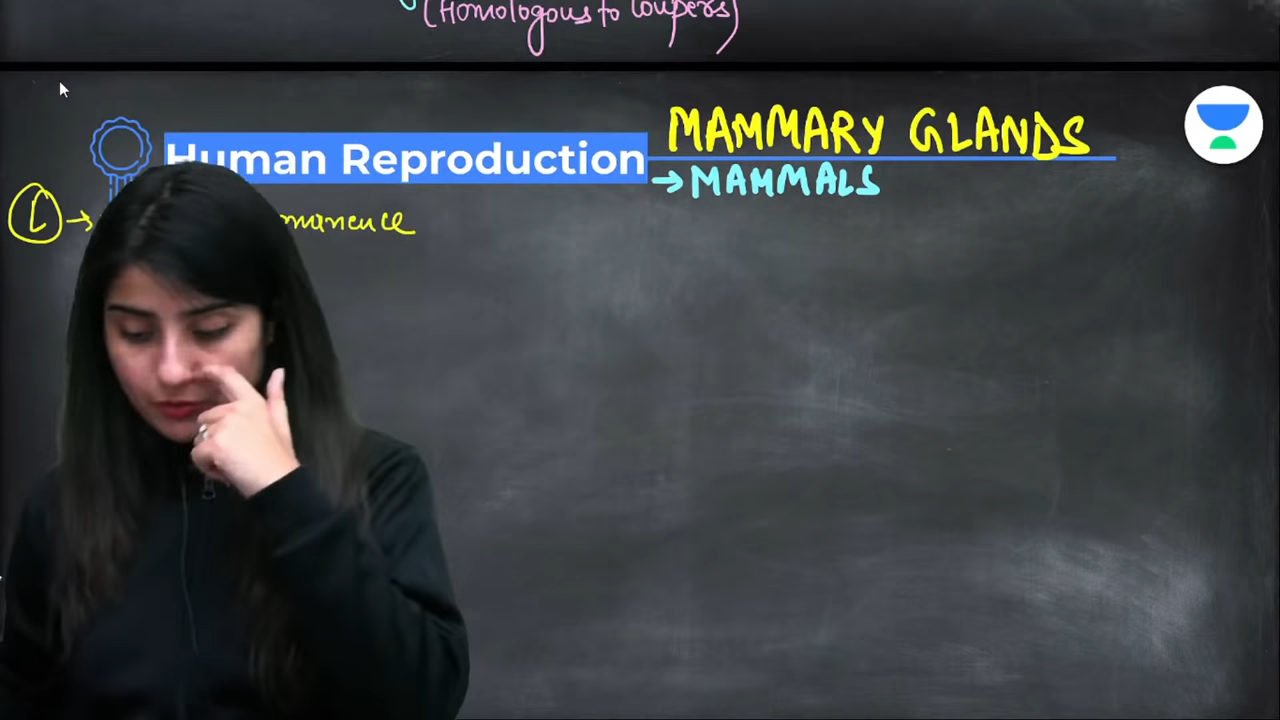 (Homologous to Cowpers)
Human Reproduction
MAMMARY GLANDS
→MAMMALS